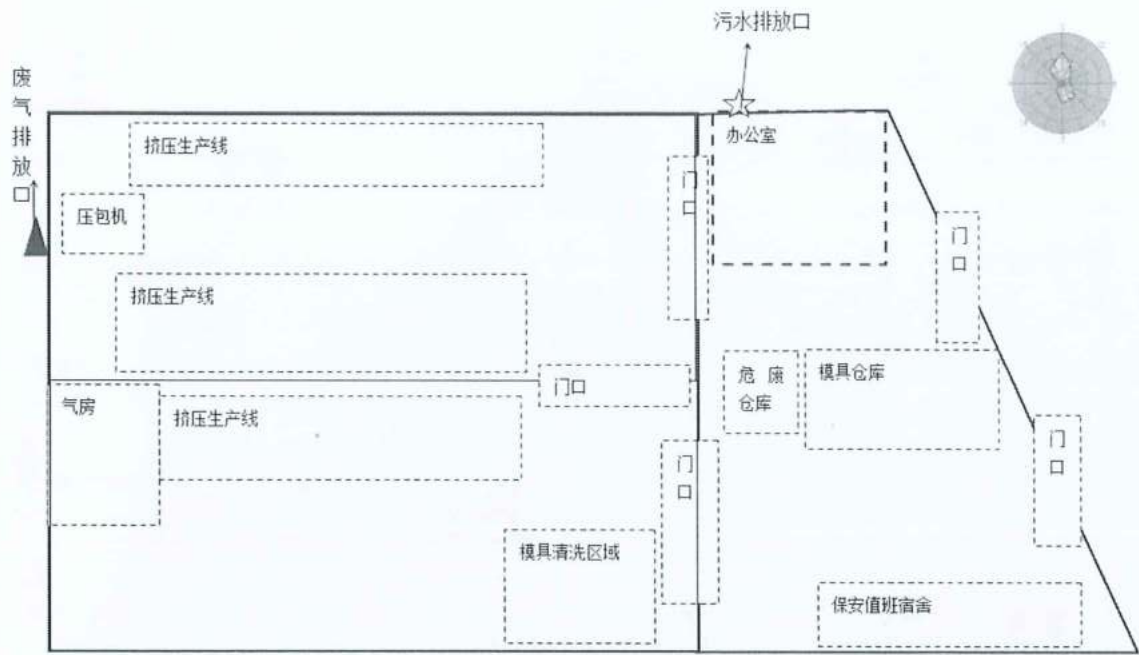 污水排放口
废气排放口
挤压生产线
办公室
门口
压包机
门口
挤压生产线
门口
危废
仓库
模具仓库
气房
挤压生产线
门口
门口
模具清洗区域
保安值班宿舍